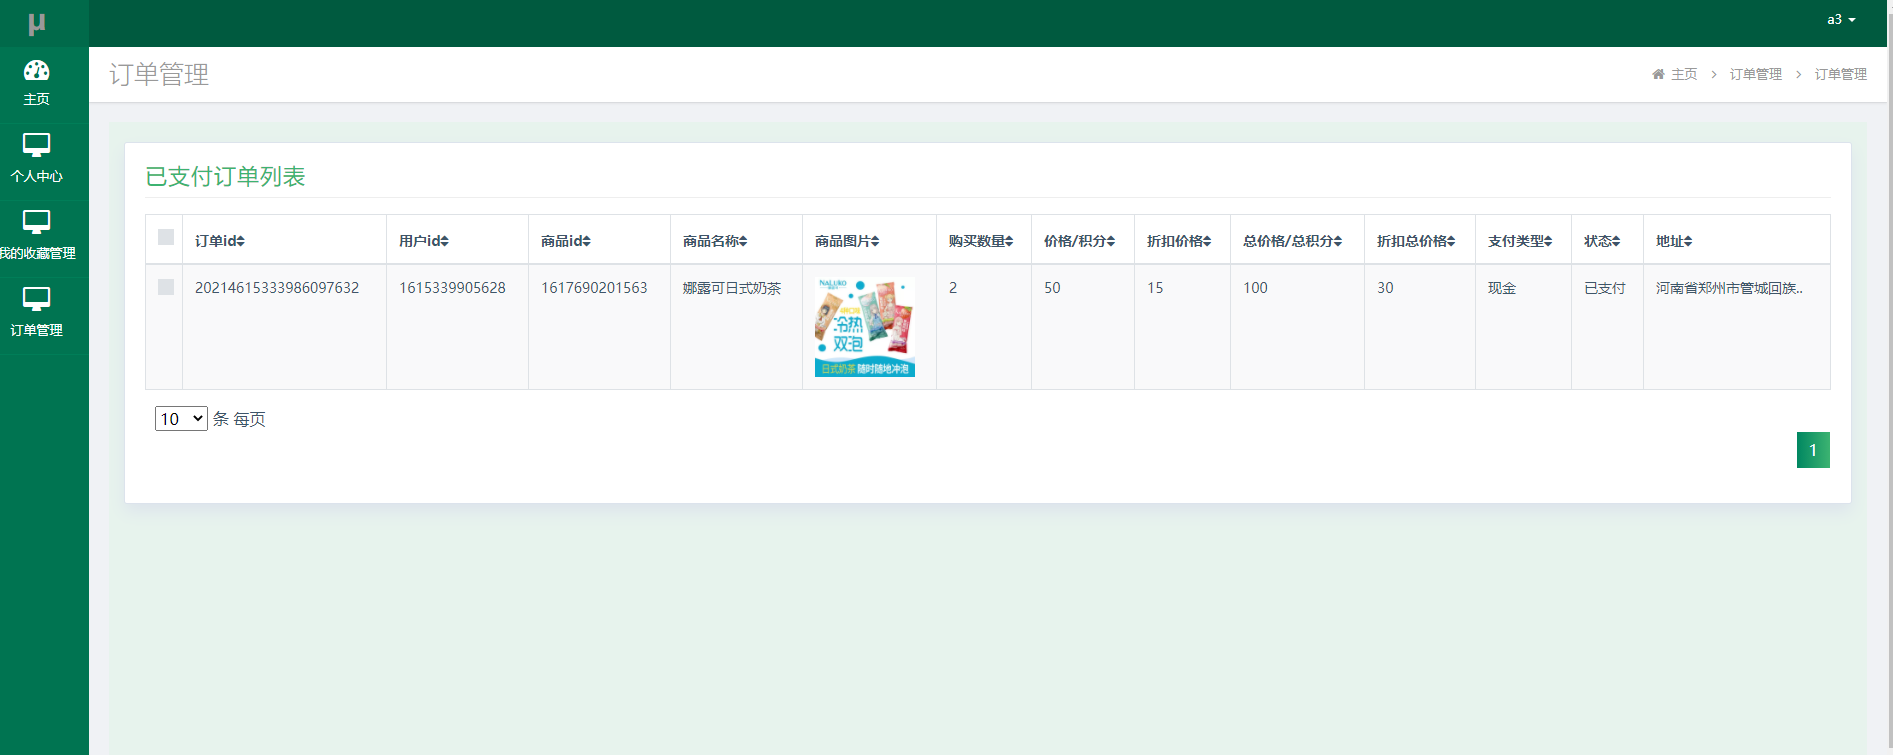 μ
a3
主页
个人中心
我的收藏管理
订单管理
订单管理
主页 > 订单管理 > 订单管理
已支付订单列表
订单id 用户id 商品id 商品名称 商品图片 购买数量 价格/积分 折扣价格 总价格/总积分 折扣总价格 支付类型 状态 地址
20214615333986097632 1615339905628 1617690201563 娜露可日式奶茶 2 50 15 100 30 现金 已支付 河南省郑州市管城回族..
NALUKO
冷热
双泡
日式奶茶 随时随地冲泡
10 条 每页
1